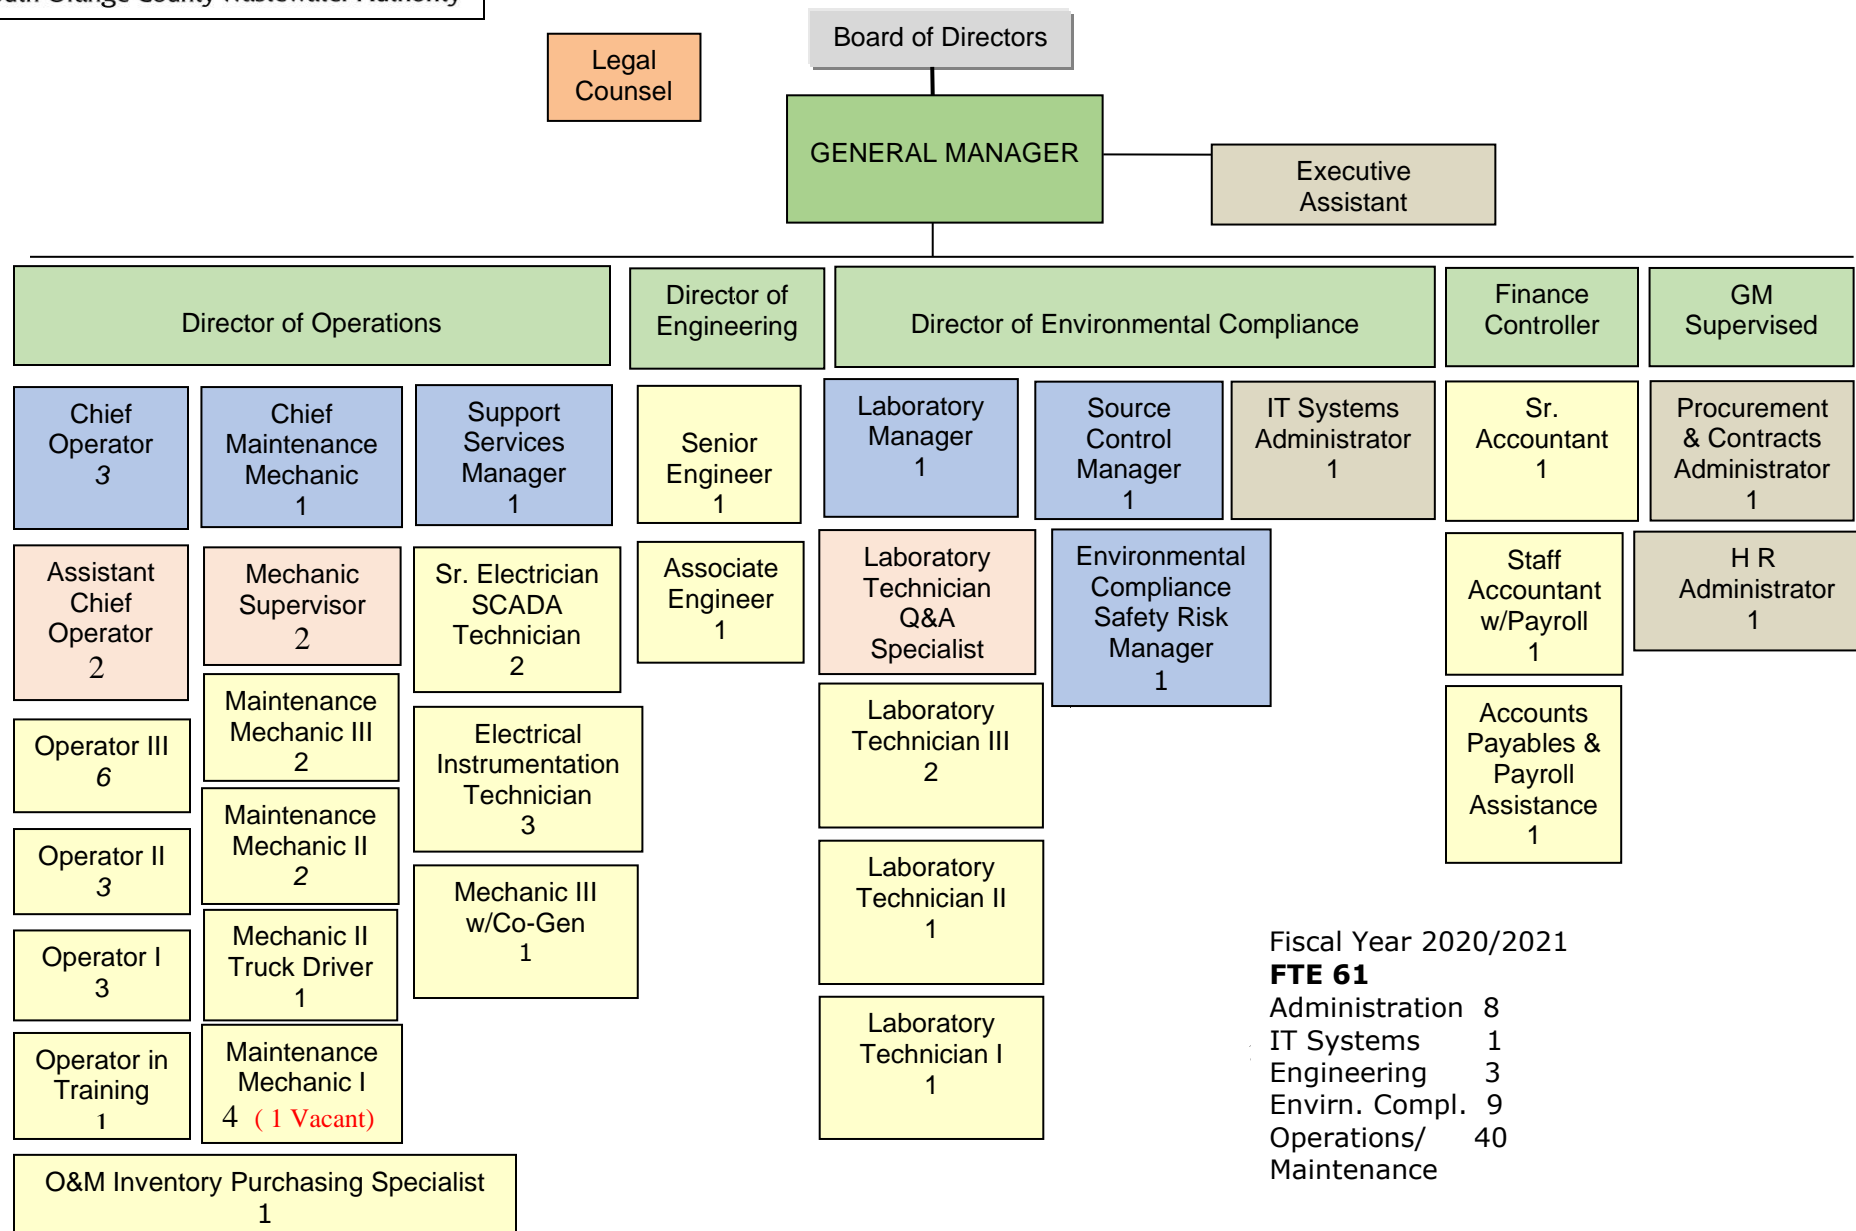 South Orange County Wastewater Authority
Board of Directors
Legal
Counsel
GENERAL MANAGER
Executive
Assistant
Director of Operations
Director of
Engineering
Director of Environmental Compliance
Finance
Controller
GM
Supervised
Chief
Operator
3
Chief
Maintenance
Mechanic
1
Support
Services
Manager
1
Senior
Engineer
1
Laboratory
Manager
1
Source
Control
Manager
1
IT Systems
Administrator
1
Sr.
Accountant
1
Procurement
& Contracts
Administrator
1
Assistant
Chief
Operator
2
Mechanic
Supervisor
2
Sr. Electrician
SCADA
Technician
2
Associate
Engineer
1
Laboratory
Technician
Q&A
Specialist
Environmental
Compliance
Safety Risk
Manager
1
Staff
Accountant
w/Payroll
1
H R
Administrator
1
Operator III
6
Maintenance
Mechanic III
2
Electrical
Instrumentation
Technician
3
Laboratory
Technician III
2
Accounts
Payables &
Payroll
Assistance
1
Operator II
3
Maintenance
Mechanic II
2
Mechanic III
w/Co-Gen
1
Laboratory
Technician II
1
Operator I
3
Mechanic II
Truck Driver
1
Laboratory
Technician I
1
Operator in
Training
1
Maintenance
Mechanic I
4 ( 1 Vacant)
O&M Inventory Purchasing Specialist
1
Fiscal Year 2020/2021
FTE 61
Administration 8
IT Systems 1
Engineering 3
Envirn. Compl. 9
Operations/ 40
Maintenance